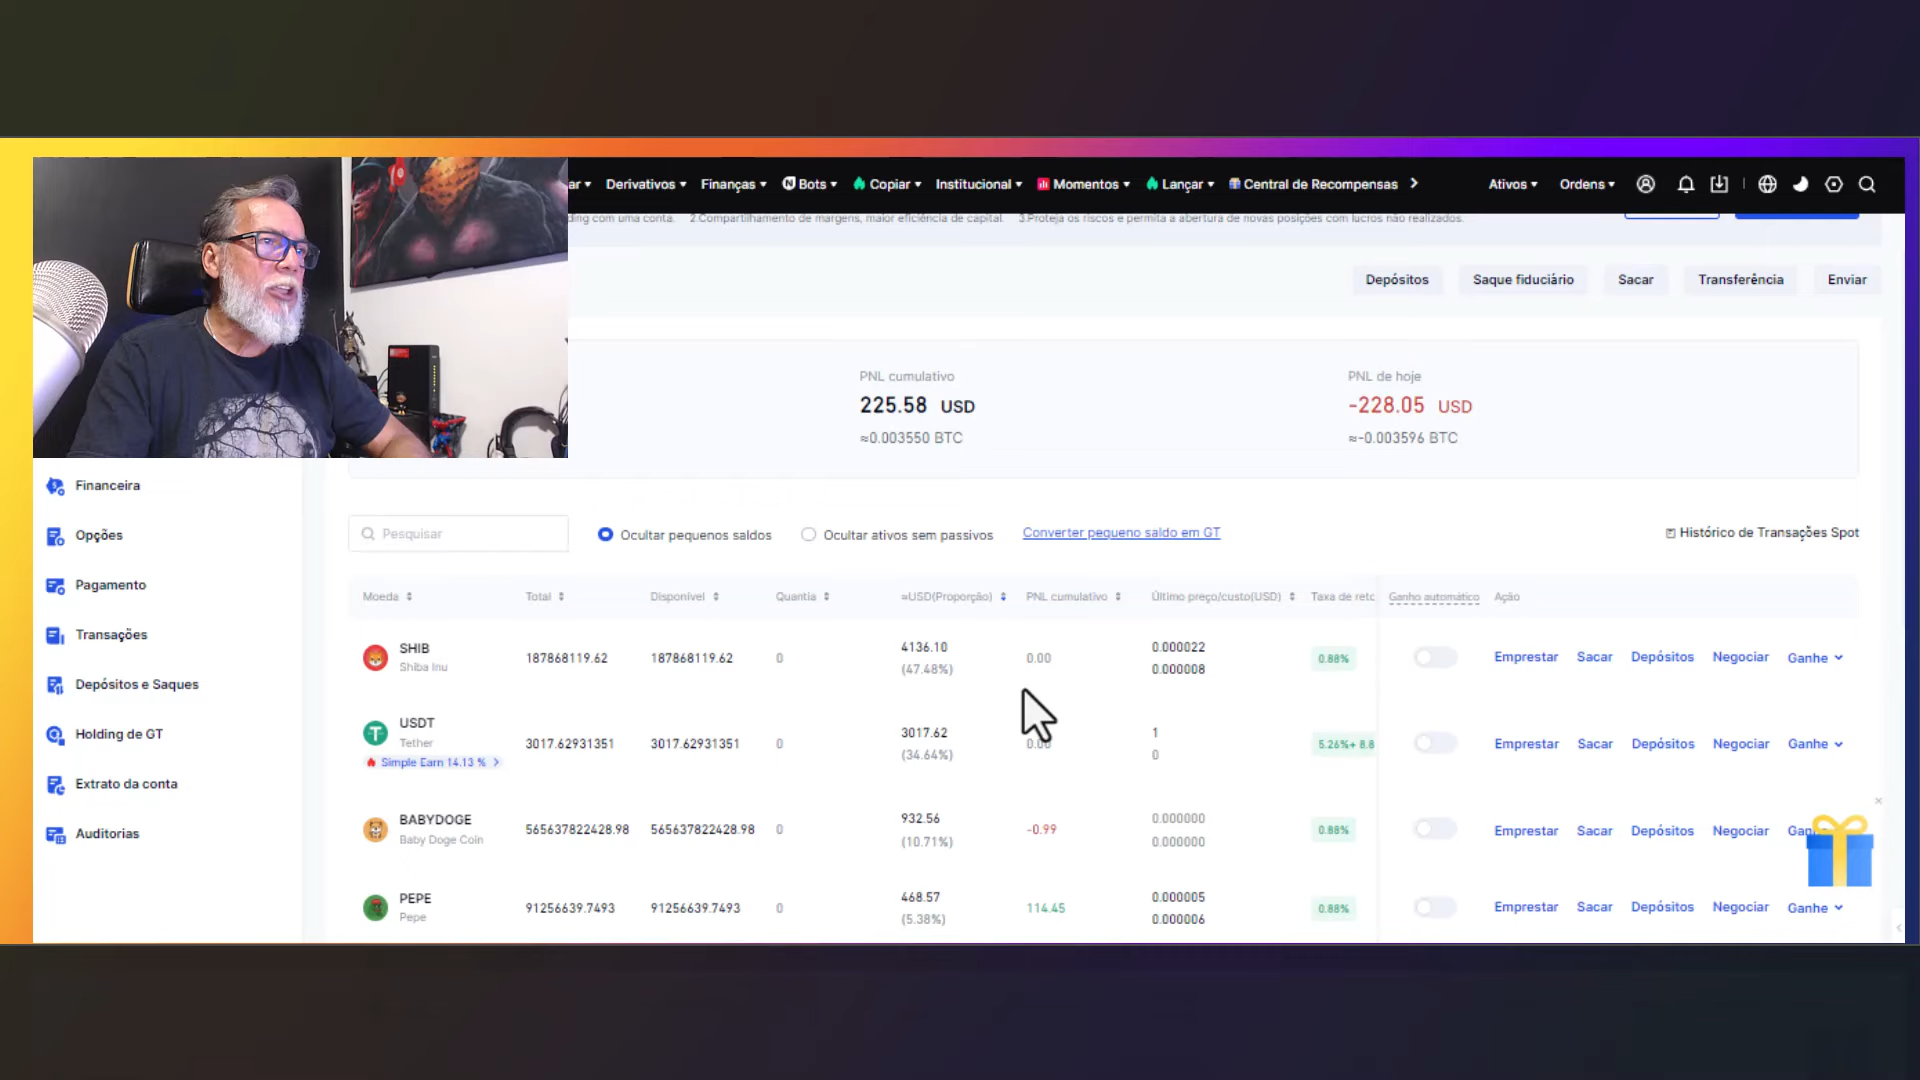 ar Derivativos Finanças Bots Copiar Institucional Momentos Lançar Central de Recompensas Ativos Ordens
ding com uma conta. 2.Compartilhamento de margens, maior eficiência de capital. 3.Proteja os riscos e permita a abertura de novas posições com lucros não realizados.
Depósitos Saque fiduciário Sacar Transferência Enviar
PNL cumulativo PNL de hoje
225.58 USD -228.05 USD
≈0.003550 BTC ≈-0.003596 BTC
Financeira
Opções
Pagamento
Transações
Depósitos e Saques
Holding de GT
Extrato da conta
Auditorias
Pesquisar Ocultar pequenos saldos Ocultar ativos sem passivos Converter pequeno saldo em GT Histórico de Transações Spot
Moeda Total Disponível Quantia ≈USD(Proporção) PNL cumulativo Último preço/custo(USD) Taxa de retc Ganho automático Ação
SHIB 4136.10 0.000022
187868119.62 187868119.62 0 0.00 0.88% Emprestar Sacar Depósitos Negociar Ganhe
Shiba Inu (47.48%) 0.000008
USDT 3017.62 1
Tether 3017.62931351 3017.62931351 0 0.00 5.26%+ 8.8 Emprestar Sacar Depósitos Negociar Ganhe
(34.64%) 0
Simple Earn 14.13 %
BABYDOGE 932.56 0.000000
565637822428.98 565637822428.98 0 -0.99 0.88% Emprestar Sacar Depósitos Negociar Gan
Baby Doge Coin (10.71%) 0.000000
PEPE 468.57 0.000005
91256639.7493 91256639.7493 0 114.45 0.88% Emprestar Sacar Depósitos Negociar Ganhe
Pepe (5.38%) 0.000006